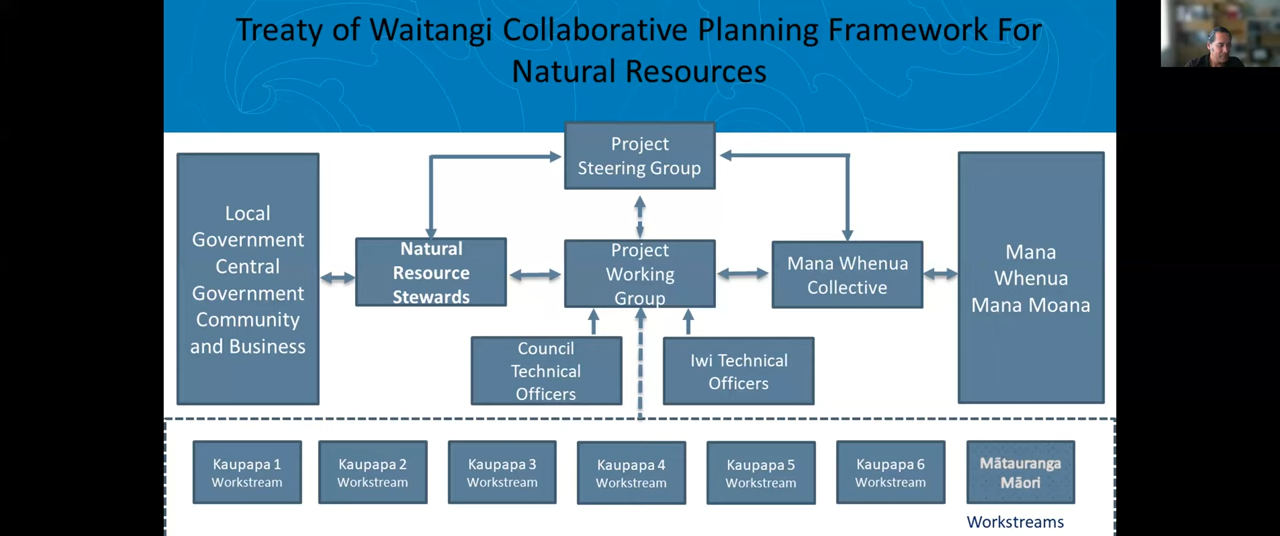 Treaty of Waitangi Collaborative Planning Framework For
Natural Resources
Project
Steering Group
Local
Government
Central
Government
Community
and Business
Natural
Resource
Stewards
Project
Working
Group
Mana Whenua
Collective
Mana
Whenua
Mana Moana
Council
Technical
Officers
Iwi Technical
Officers
Kaupapa 1
Workstream
Kaupapa 2
Workstream
Kaupapa 3
Workstream
Kaupapa 4
Workstream
Kaupapa 5
Workstream
Kaupapa 6
Workstream
Mātauranga
Māori
Workstreams